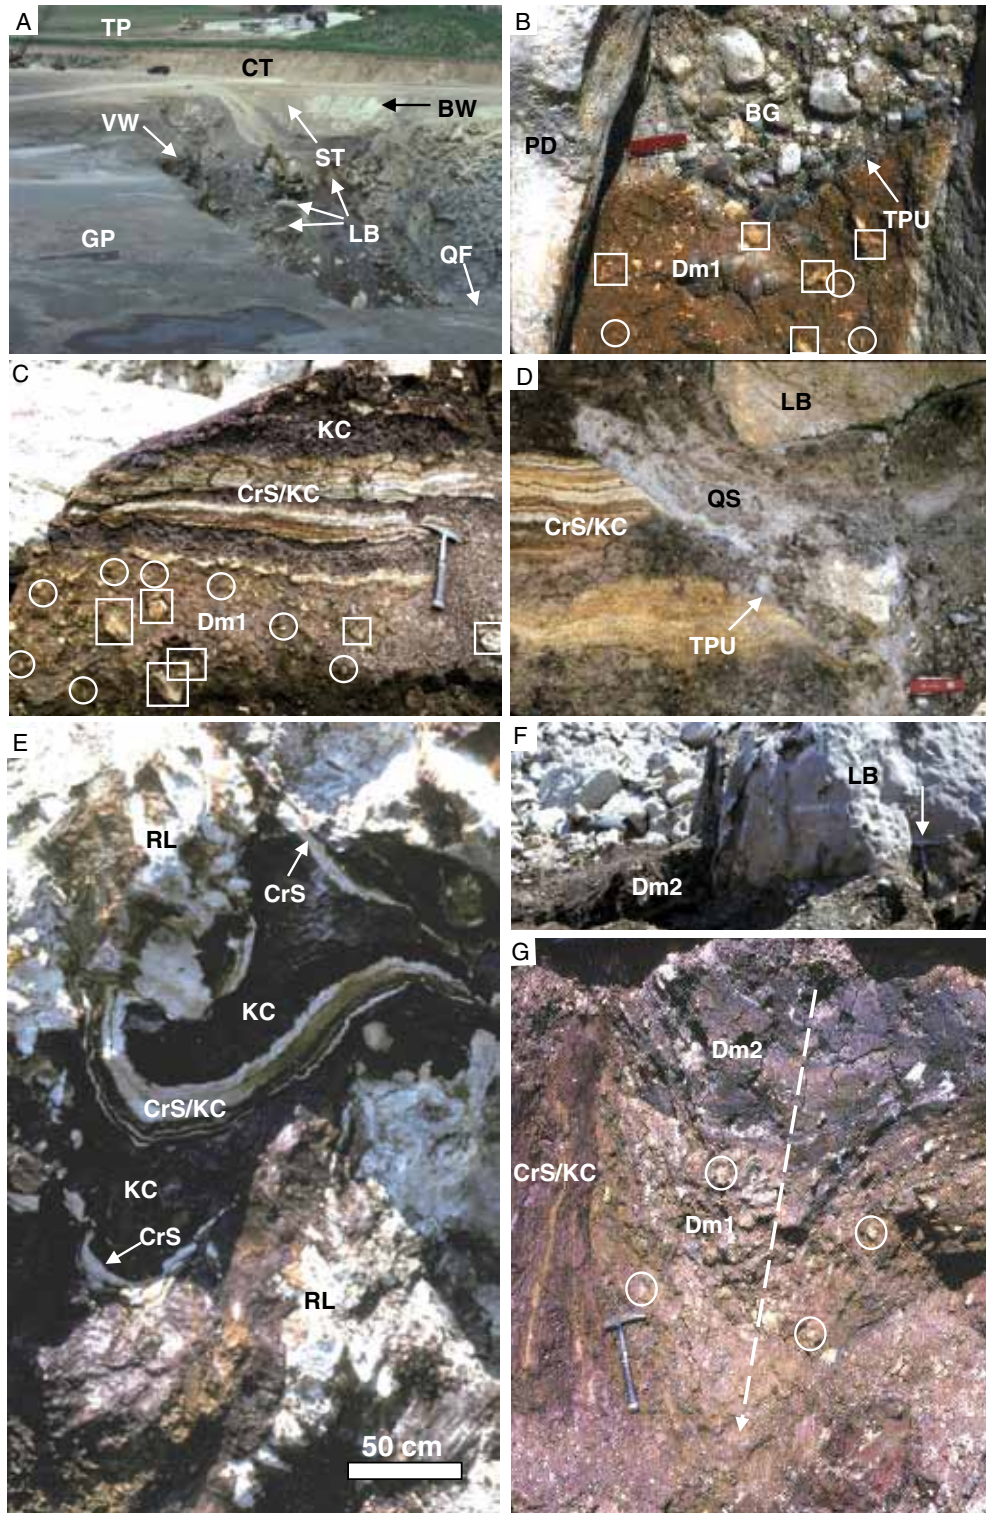 A
TP
CT
BW
VW
ST
LB
GP
QF
B
BG
PD
TPU
Dm1
C
KC
CrS/KC
Dm1
D
LB
QS
CrS/KC
TPU
E
RL
CrS
KC
CrS/KC
KC
CrS
RL
50 cm
F
LB
Dm2
G
Dm2
CrS/KC
Dm1